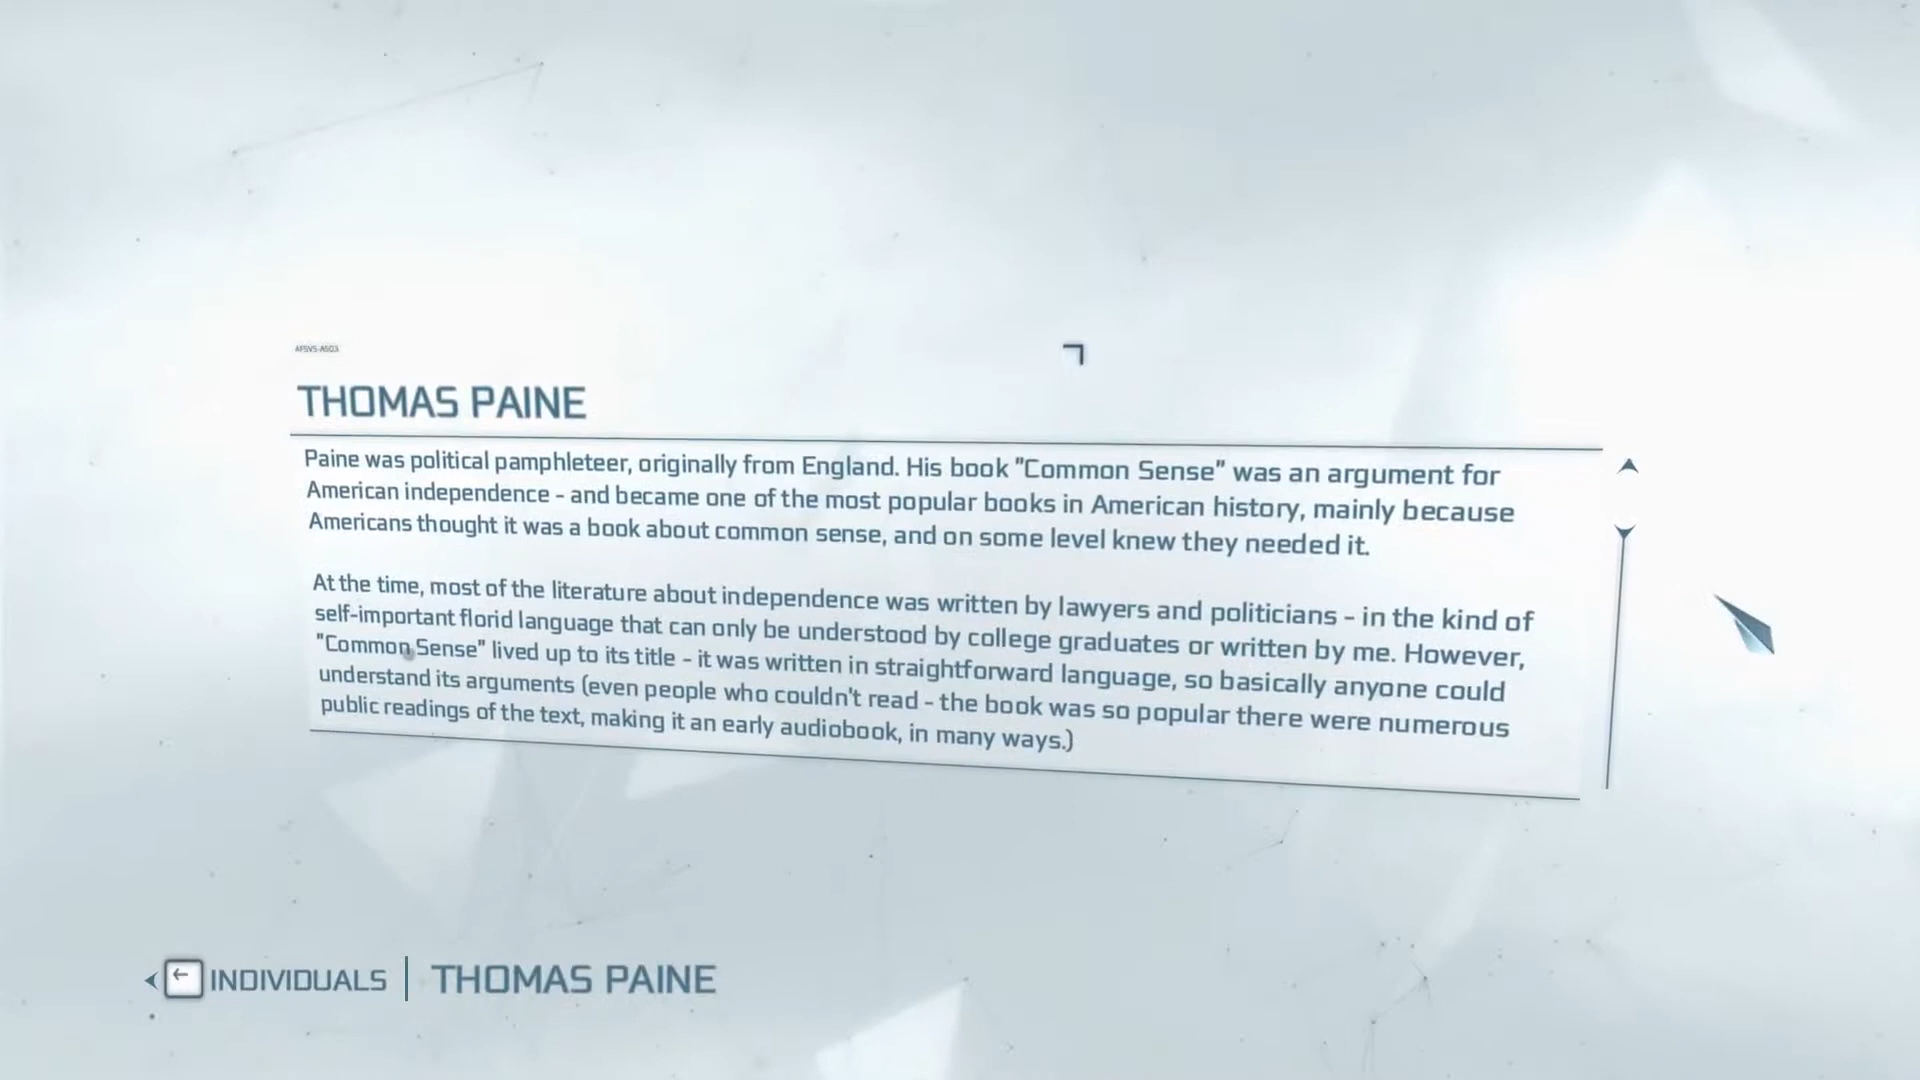 AFSVS-A503
THOMAS PAINE
Paine was political pamphleteer, originally from England. His book "Common Sense" was an argument for
American independence - and became one of the most popular books in American history, mainly because
Americans thought it was a book about common sense, and on some level knew they needed it.
At the time, most of the literature about independence was written by lawyers and politicians - in the kind of
self-important florid language that can only be understood by college graduates or written by me. However,
"Common Sense" lived up to its title - it was written in straightforward language, so basically anyone could
understand its arguments (even people who couldn't read - the book was so popular there were numerous
public readings of the text, making it an early audiobook, in many ways.)
INDIVIDUALS | THOMAS PAINE